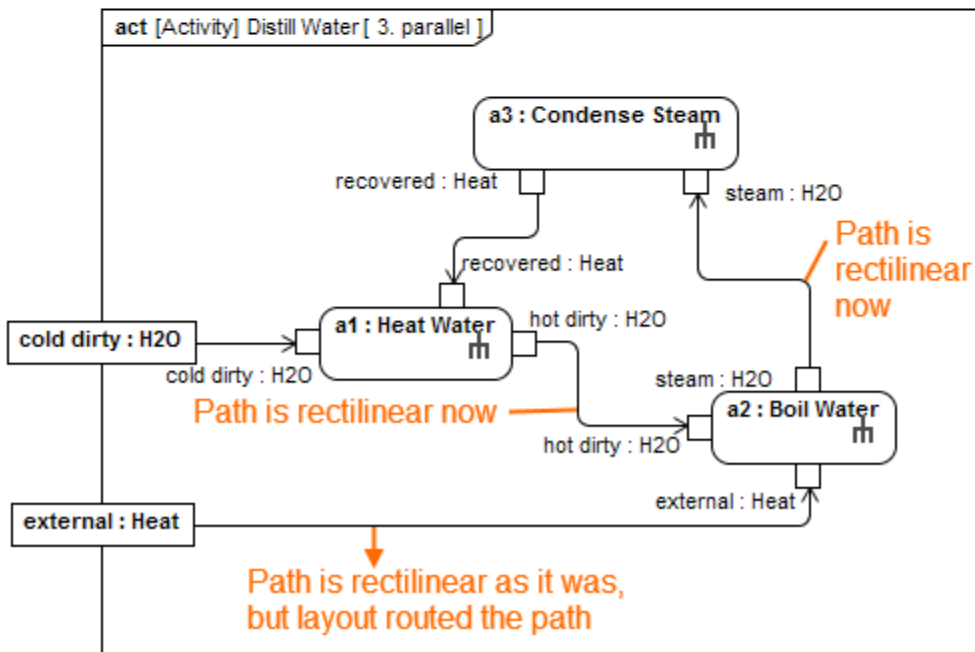 act [Activity] Distill Water [ 3. parallel ]
a3 : Condense Steam
recovered : Heat
steam : H2O
Path is
rectilinear
now
recovered : Heat
a1 : Heat Water
hot dirty : H2O
cold dirty : H2O
cold dirty : H2O
steam : H2O
Path is rectilinear now
a2 : Boil Water
hot dirty : H2O
external : Heat
external : Heat
Path is rectilinear as it was,
but layout routed the path